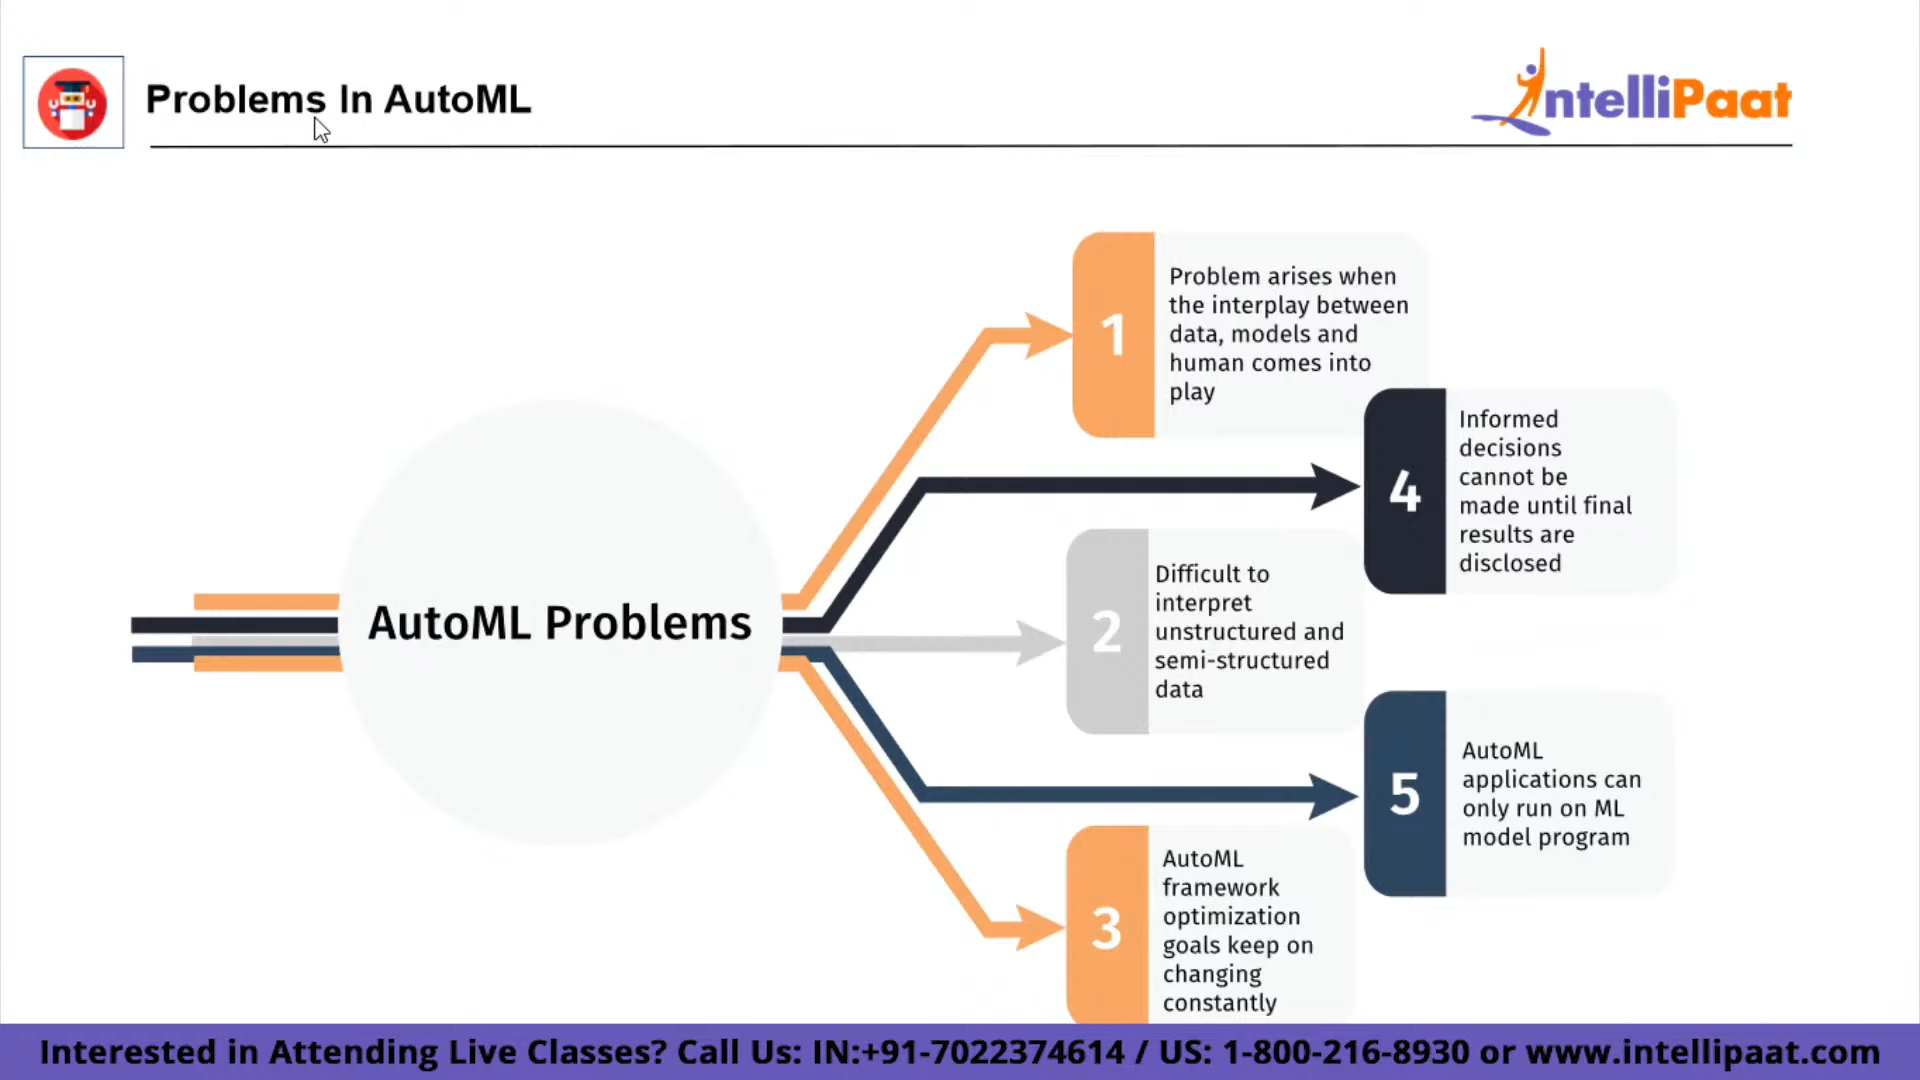 Problems In AutoML
IntelliPaat
1
Problem arises when
the interplay between
data, models and
human comes into
play
4
Informed
decisions
cannot be
made until final
results are
disclosed
AutoML Problems
2
Difficult to
interpret
unstructured and
semi-structured
data
5
AutoML
applications can
only run on ML
model program
3
AutoML
framework
optimization
goals keep on
changing
constantly
Interested in Attending Live Classes? Call Us: IN:+91-7022374614 / US: 1-800-216-8930 or www.intellipaat.com